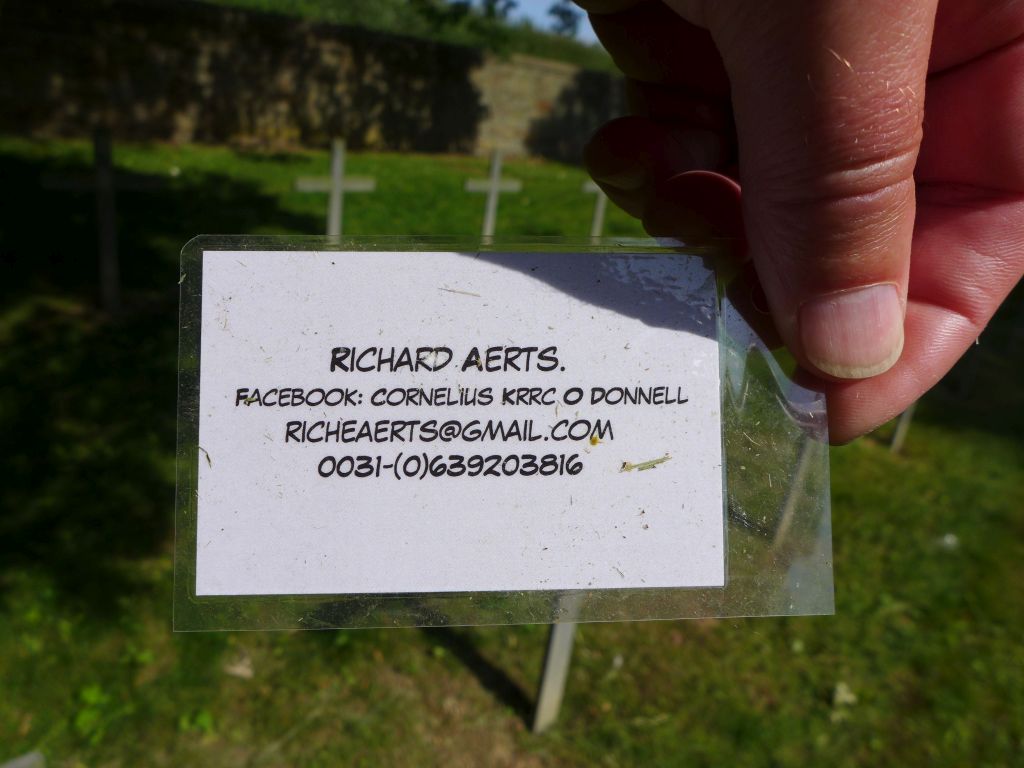 RICHARD AERTS.
FACEBOOK: CORNELIUS KRRC O DONNELL
RICHEAERTS@GMAIL.COM
0031-(0)639203816